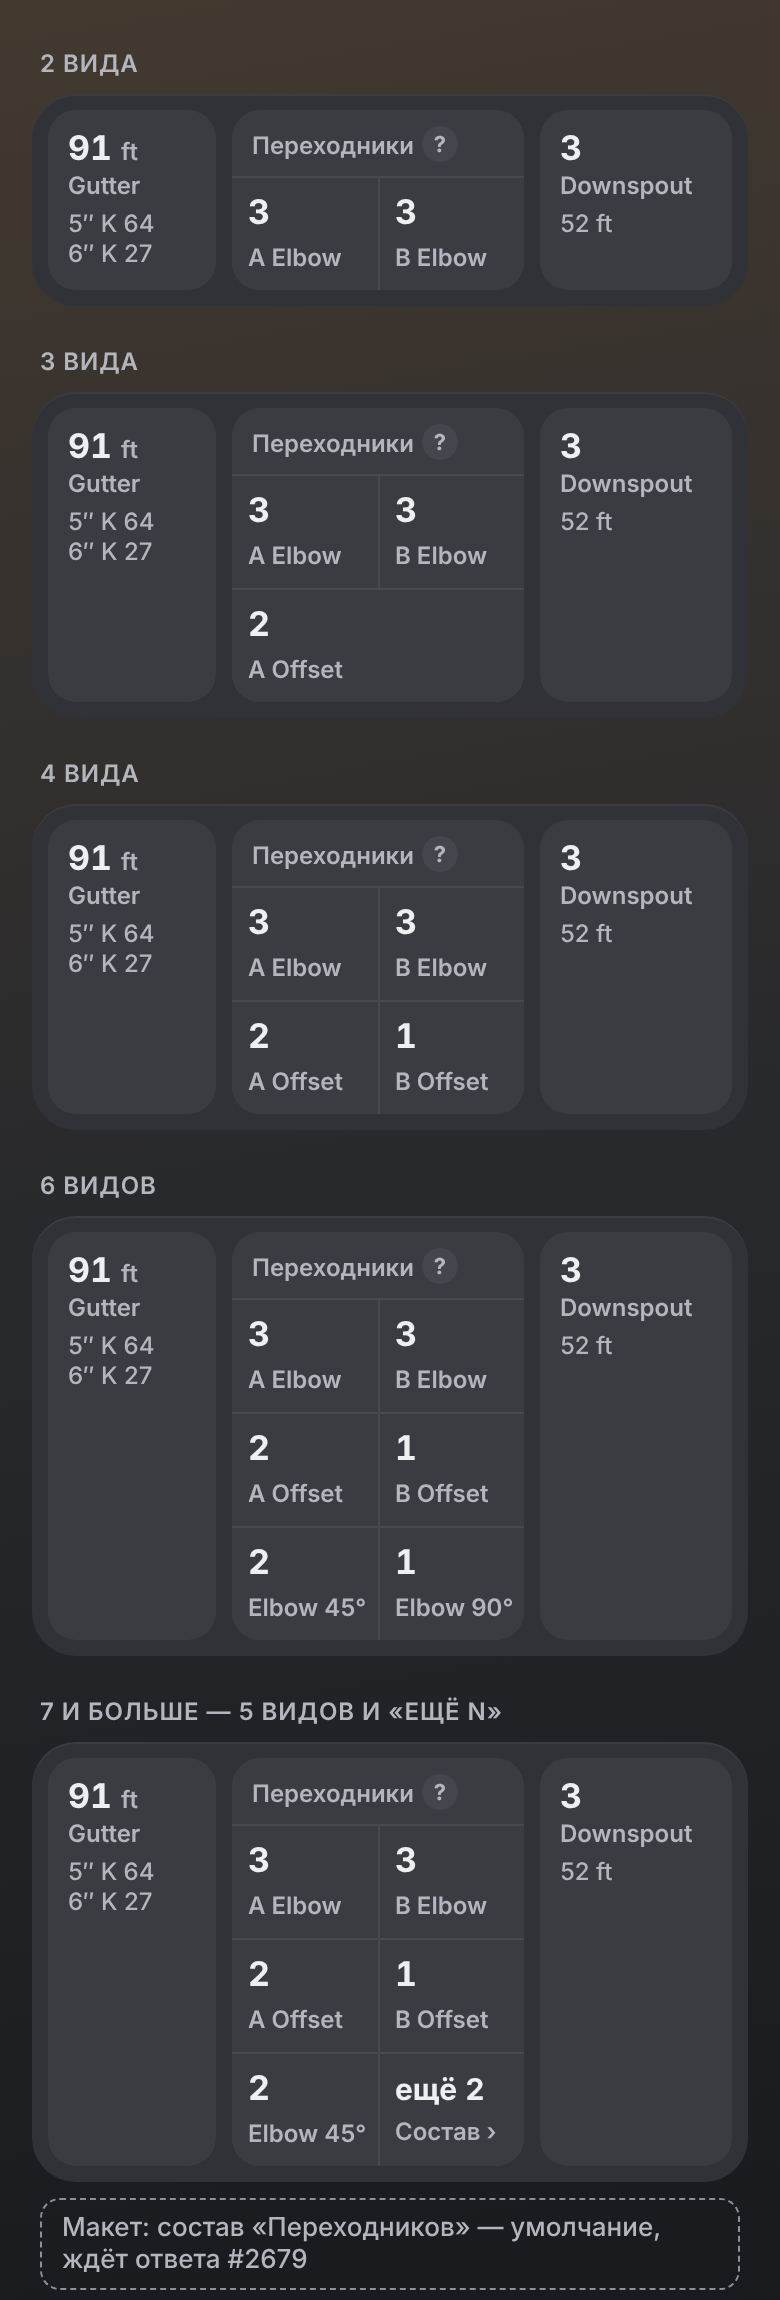 2 ВИДА
91 ft
Gutter
5″ K 64
6″ K 27
Переходники ?
3
A Elbow
3
B Elbow
3
Downspout
52 ft
3 ВИДА
91 ft
Gutter
5″ K 64
6″ K 27
Переходники ?
3
A Elbow
3
B Elbow
2
A Offset
3
Downspout
52 ft
4 ВИДА
91 ft
Gutter
5″ K 64
6″ K 27
Переходники ?
3
A Elbow
3
B Elbow
2
A Offset
1
B Offset
3
Downspout
52 ft
6 ВИДОВ
91 ft
Gutter
5″ K 64
6″ K 27
Переходники ?
3
A Elbow
3
B Elbow
2
A Offset
1
B Offset
2
Elbow 45°
1
Elbow 90°
3
Downspout
52 ft
7 И БОЛЬШЕ — 5 ВИДОВ И «ЕЩЁ N»
91 ft
Gutter
5″ K 64
6″ K 27
Переходники ?
3
A Elbow
3
B Elbow
2
A Offset
1
B Offset
2
Elbow 45°
ещё 2
Состав ›
3
Downspout
52 ft
Макет: состав «Переходников» — умолчание,
ждёт ответа #2679